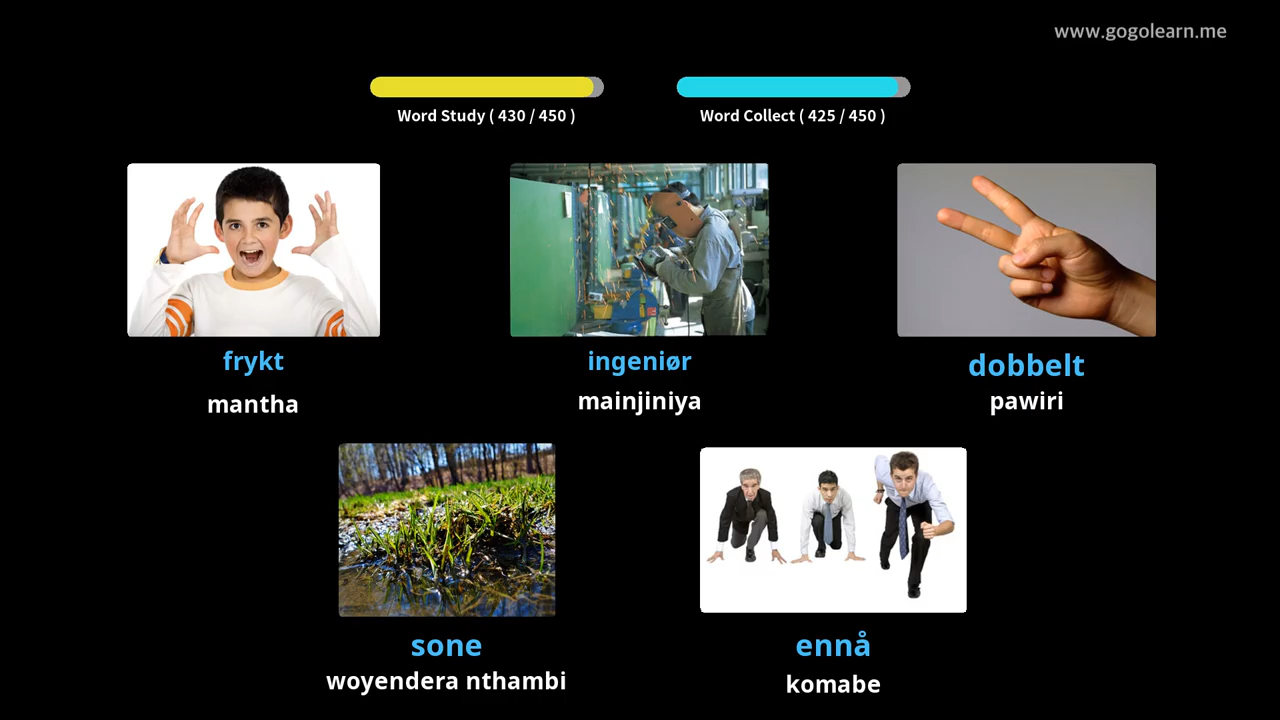 www.gogolearn.me
Word Study ( 430 / 450 )
Word Collect ( 425 / 450 )
frykt
mantha
ingeniør
mainjiniya
dobbelt
pawiri
sone
woyendera nthambi
ennå
komabe